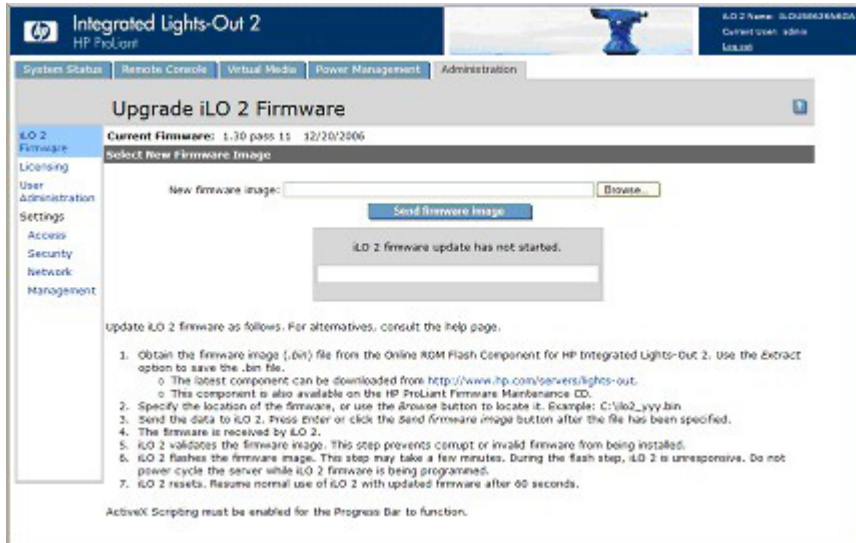 Integrated Lights-Out 2
HP ProLiant
iLO 2 Name:
Current User: admin
Log out
System Status
Remote Console
Virtual Media
Power Management
Administration
Upgrade iLO 2 Firmware
?
iLO 2
Firmware
Licensing
User
Administration
Settings
Access
Security
Network
Management
Current Firmware: 1.30 pass 11 12/20/2006
Select New Firmware Image
New firmware image:
Browse...
Send firmware image
iLO 2 firmware update has not started.
Update iLO 2 firmware as follows. For alternatives, consult the help page.
1. Obtain the firmware image (.bin) file from the Online ROM Flash Component for HP Integrated Lights-Out 2. Use the Extract
option to save the .bin file.
o The latest component can be downloaded from http://www.hp.com/servers/lights-out.
o This component is also available on the HP ProLiant Firmware Maintenance CD.
2. Specify the location of the firmware, or use the Browse button to locate it. Example: C:\ilo2_yyy.bin
3. Send the data to iLO 2. Press Enter or click the Send firmware image button after the file has been specified.
4. The firmware is received by iLO 2.
5. iLO 2 validates the firmware image. This step prevents corrupt or invalid firmware from being installed.
6. iLO 2 flashes the firmware image. This step may take a few minutes. During the flash step, iLO 2 is unresponsive. Do not
power cycle the server while iLO 2 firmware is being programmed.
7. iLO 2 resets. Resume normal use of iLO 2 with updated firmware after 60 seconds.
ActiveX Scripting must be enabled for the Progress Bar to function.